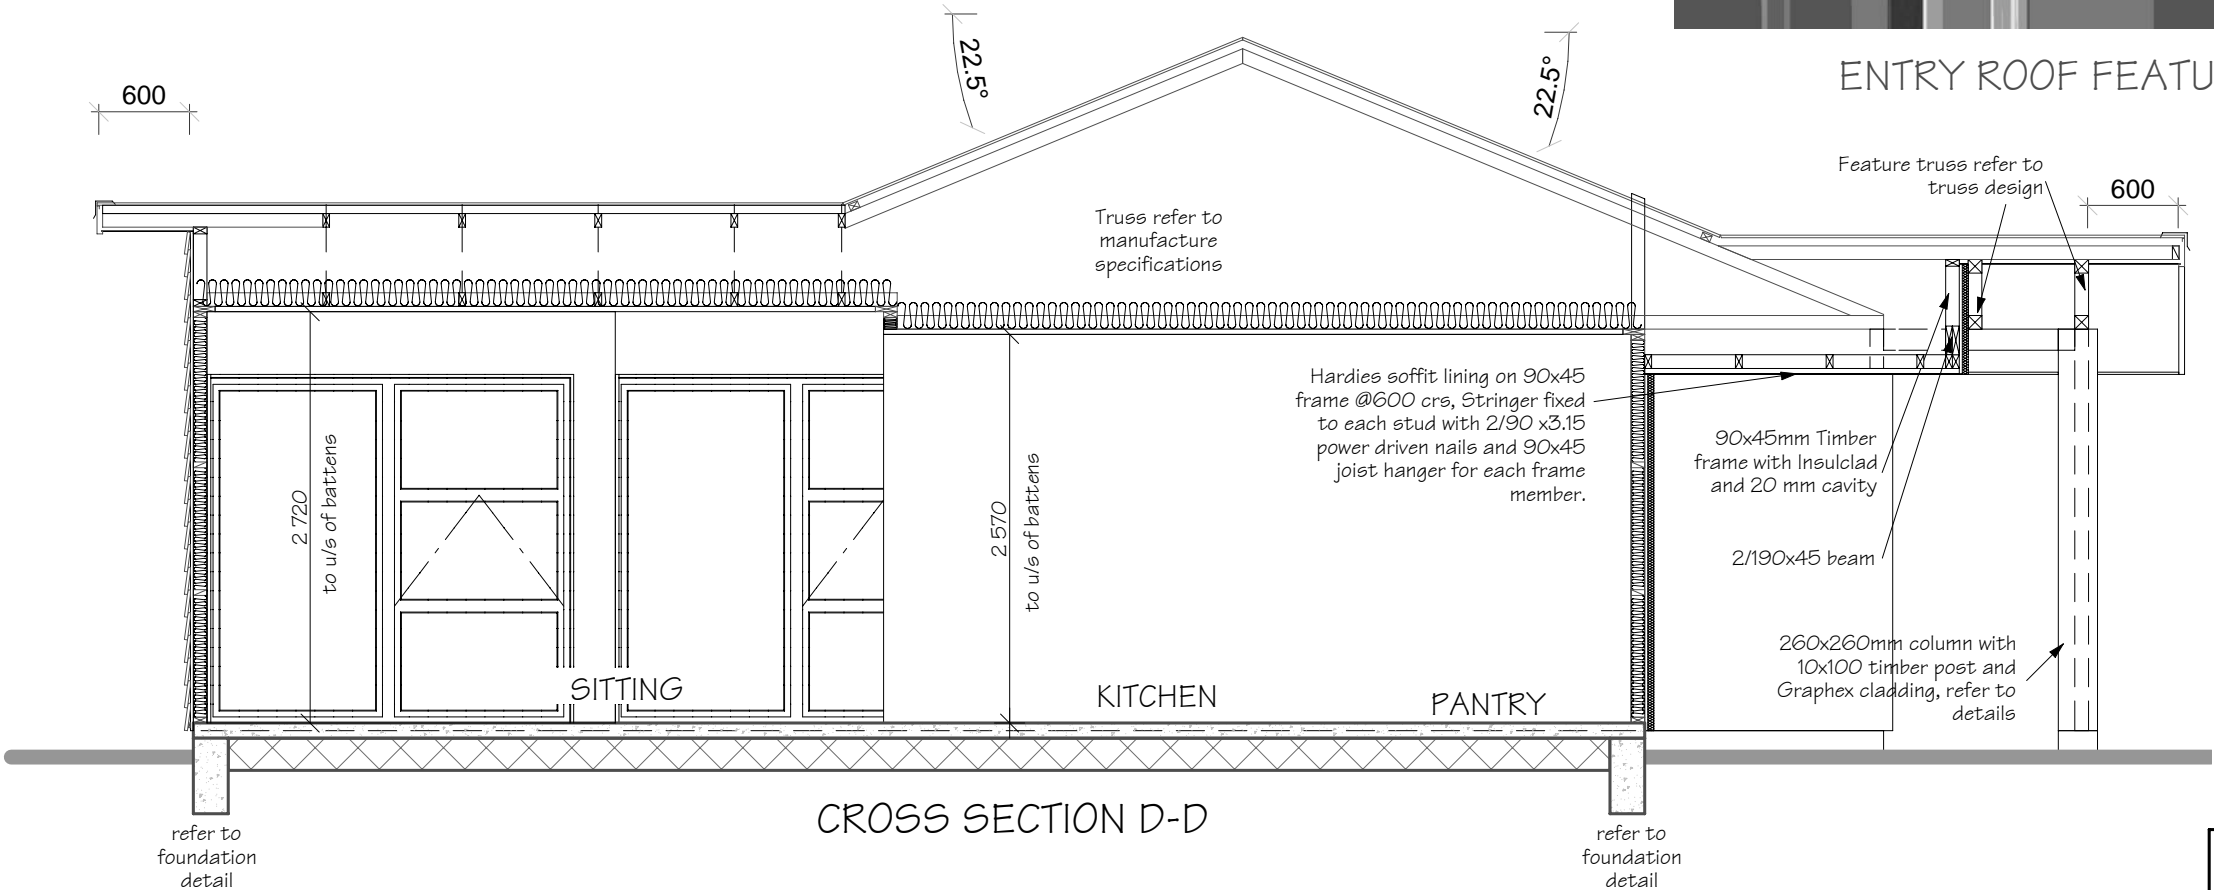 ENTRY ROOF FEATU
22.5°
22.5°
600
Feature truss refer to
truss design
600
Truss refer to
manufacture
specifications
Hardies soffit lining on 90x45
frame @600 crs, Stringer fixed
to each stud with 2/90 x3.15
power driven nails and 90x45
joist hanger for each frame
member.
90x45mm Timber
frame with Insulclad
and 20 mm cavity
2 720
to u/s of battens
2 570
to u/s of battens
2/190x45 beam
260x260mm column with
10x100 timber post and
Graphex cladding, refer to
details
SITTING
KITCHEN
PANTRY
CROSS SECTION D-D
refer to
foundation
detail
refer to
foundation
detail